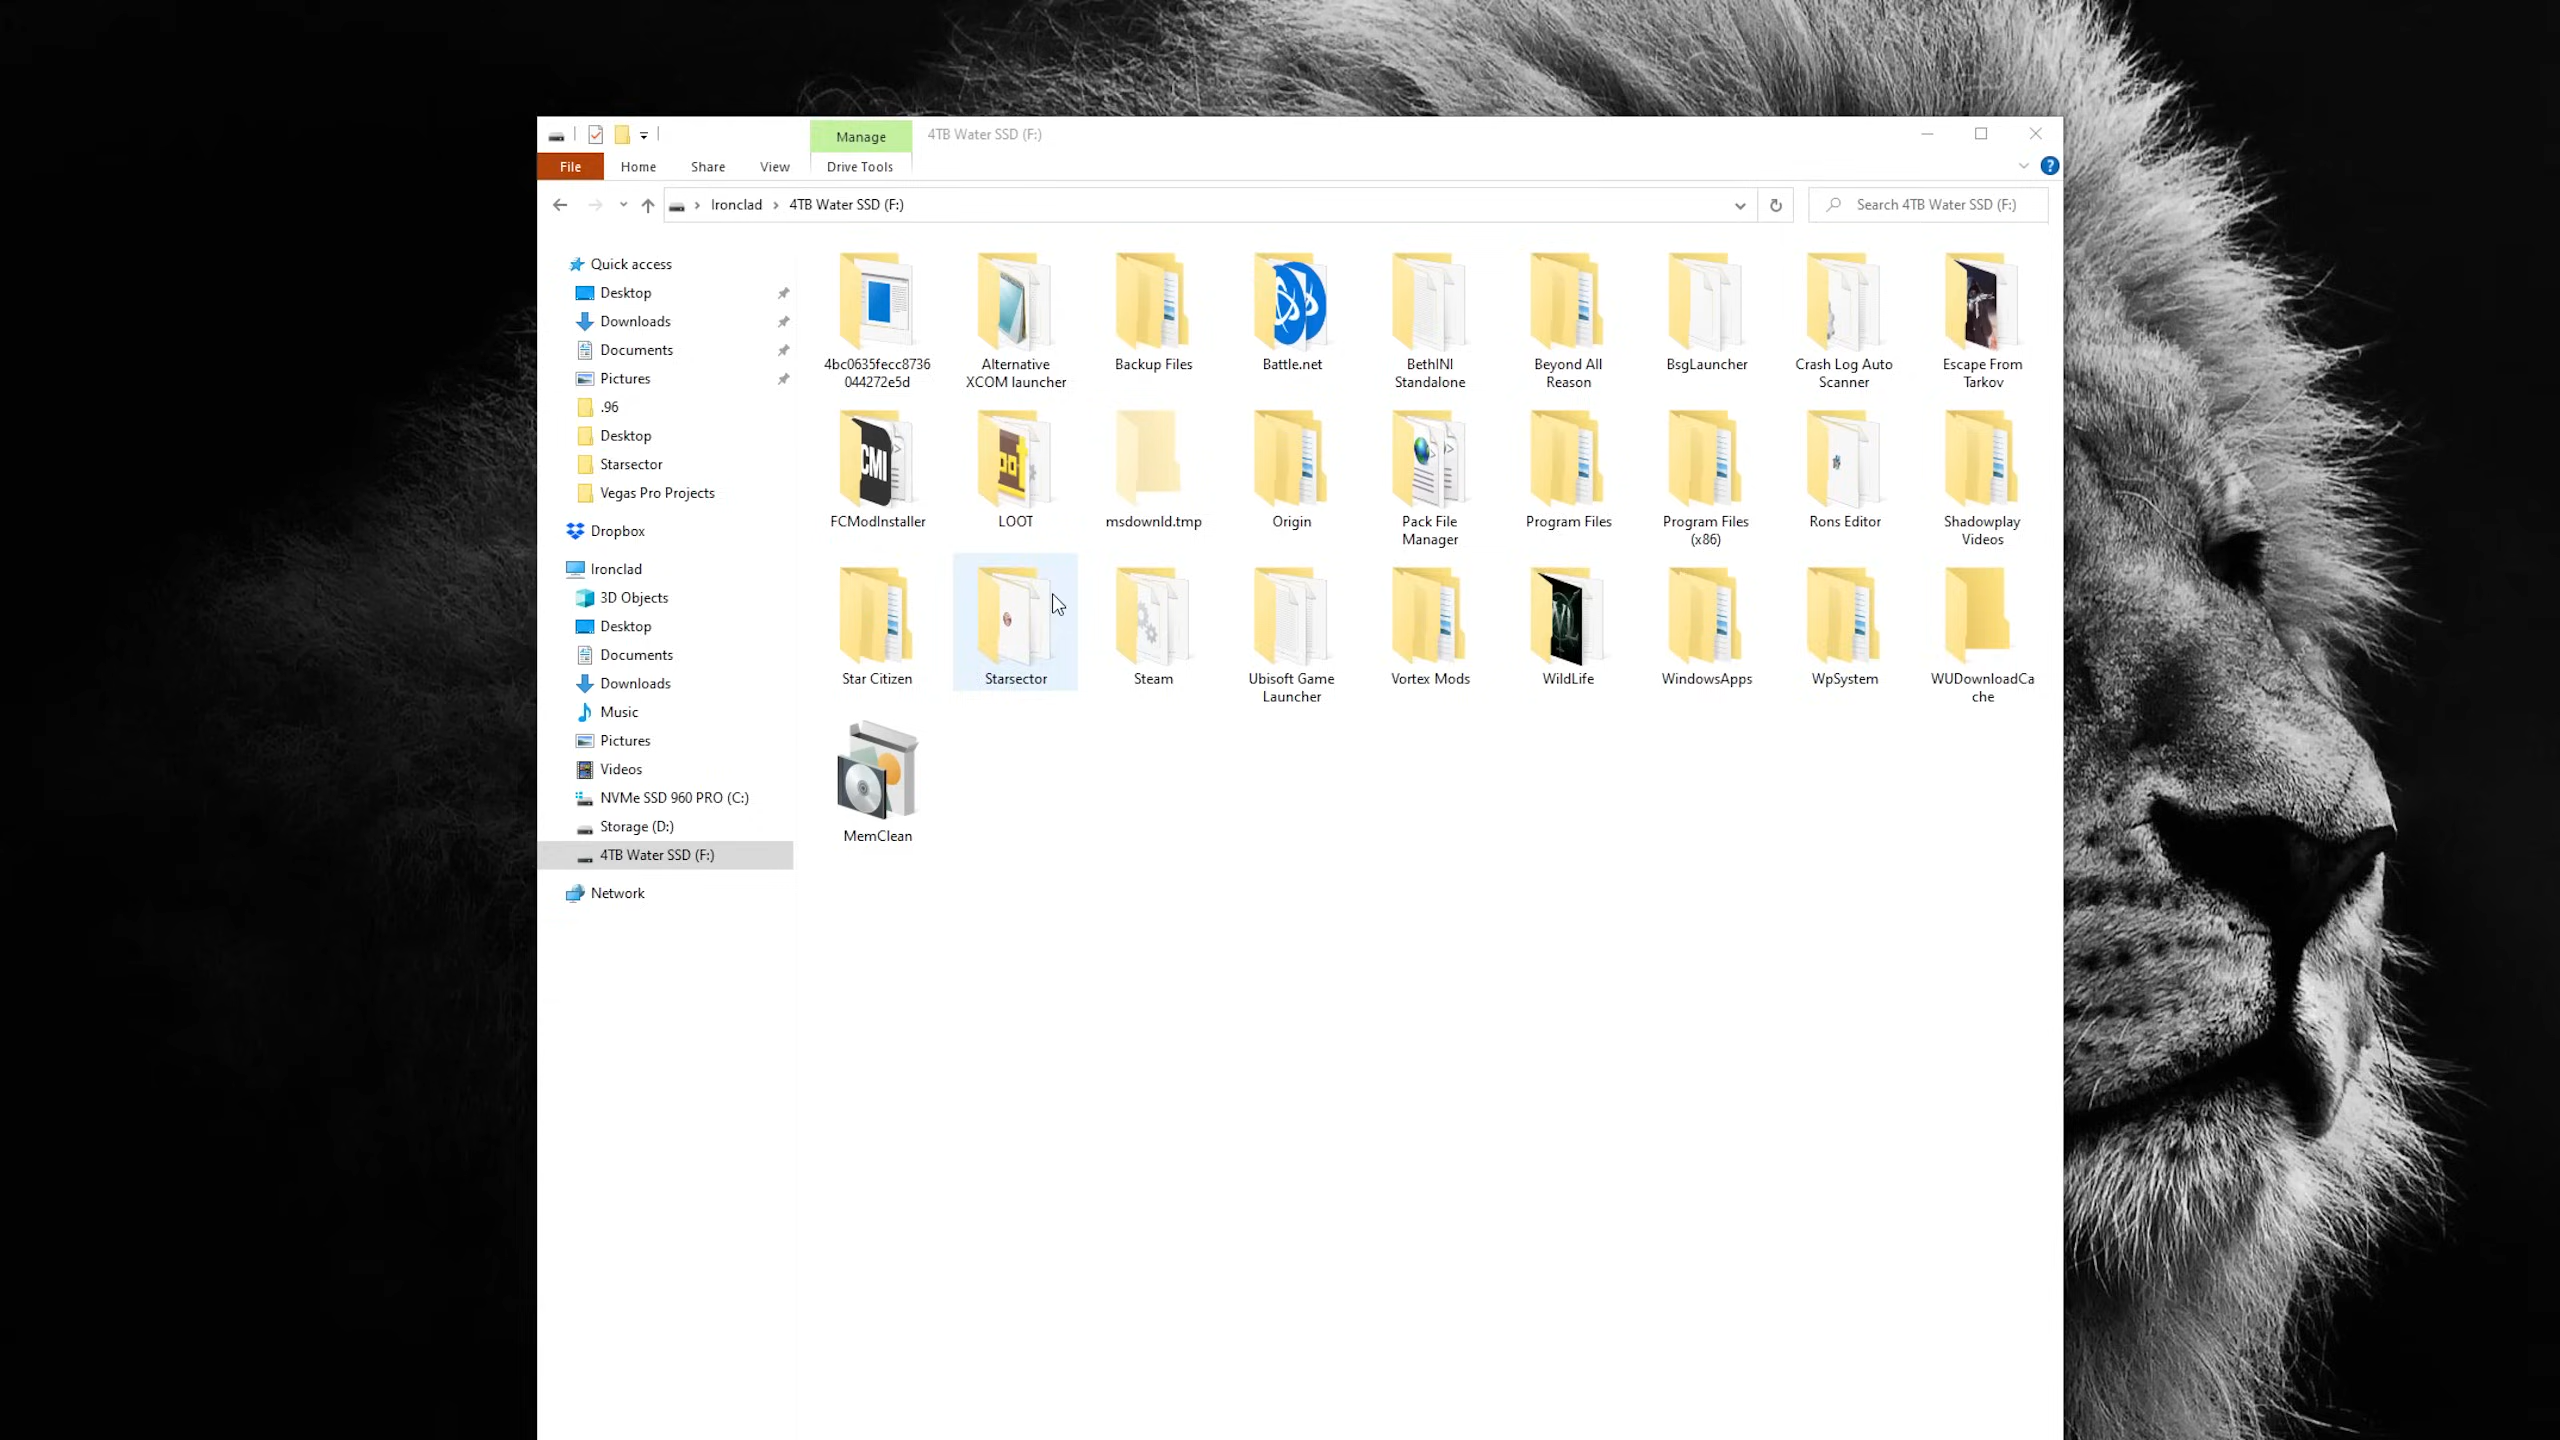 Manage
4TB Water SSD (F:)
File
Home
Share
View
Drive Tools
Ironclad
4TB Water SSD (F:)
Search 4TB Water SSD (F:)
Quick access
Desktop
Downloads
Documents
Pictures
.96
Desktop
Starsector
Vegas Pro Projects
Dropbox
Ironclad
3D Objects
Desktop
Documents
Downloads
Music
Pictures
Videos
NVMe SSD 960 PRO (C:)
Storage (D:)
4TB Water SSD (F:)
Network
4bc0635fecc8736
044272e5d
Alternative
XCOM launcher
Backup Files
Battle.net
BethINI
Standalone
Beyond All
Reason
BsgLauncher
Crash Log Auto
Scanner
Escape From
Tarkov
CMI
FCModInstaller
LOOT
msdownld.tmp
Origin
Pack File
Manager
Program Files
Program Files
(x86)
Rons Editor
Shadowplay
Videos
Star Citizen
Starsector
Steam
Ubisoft Game
Launcher
Vortex Mods
WildLife
WindowsApps
WpSystem
WUDownloadCa
che
MemClean